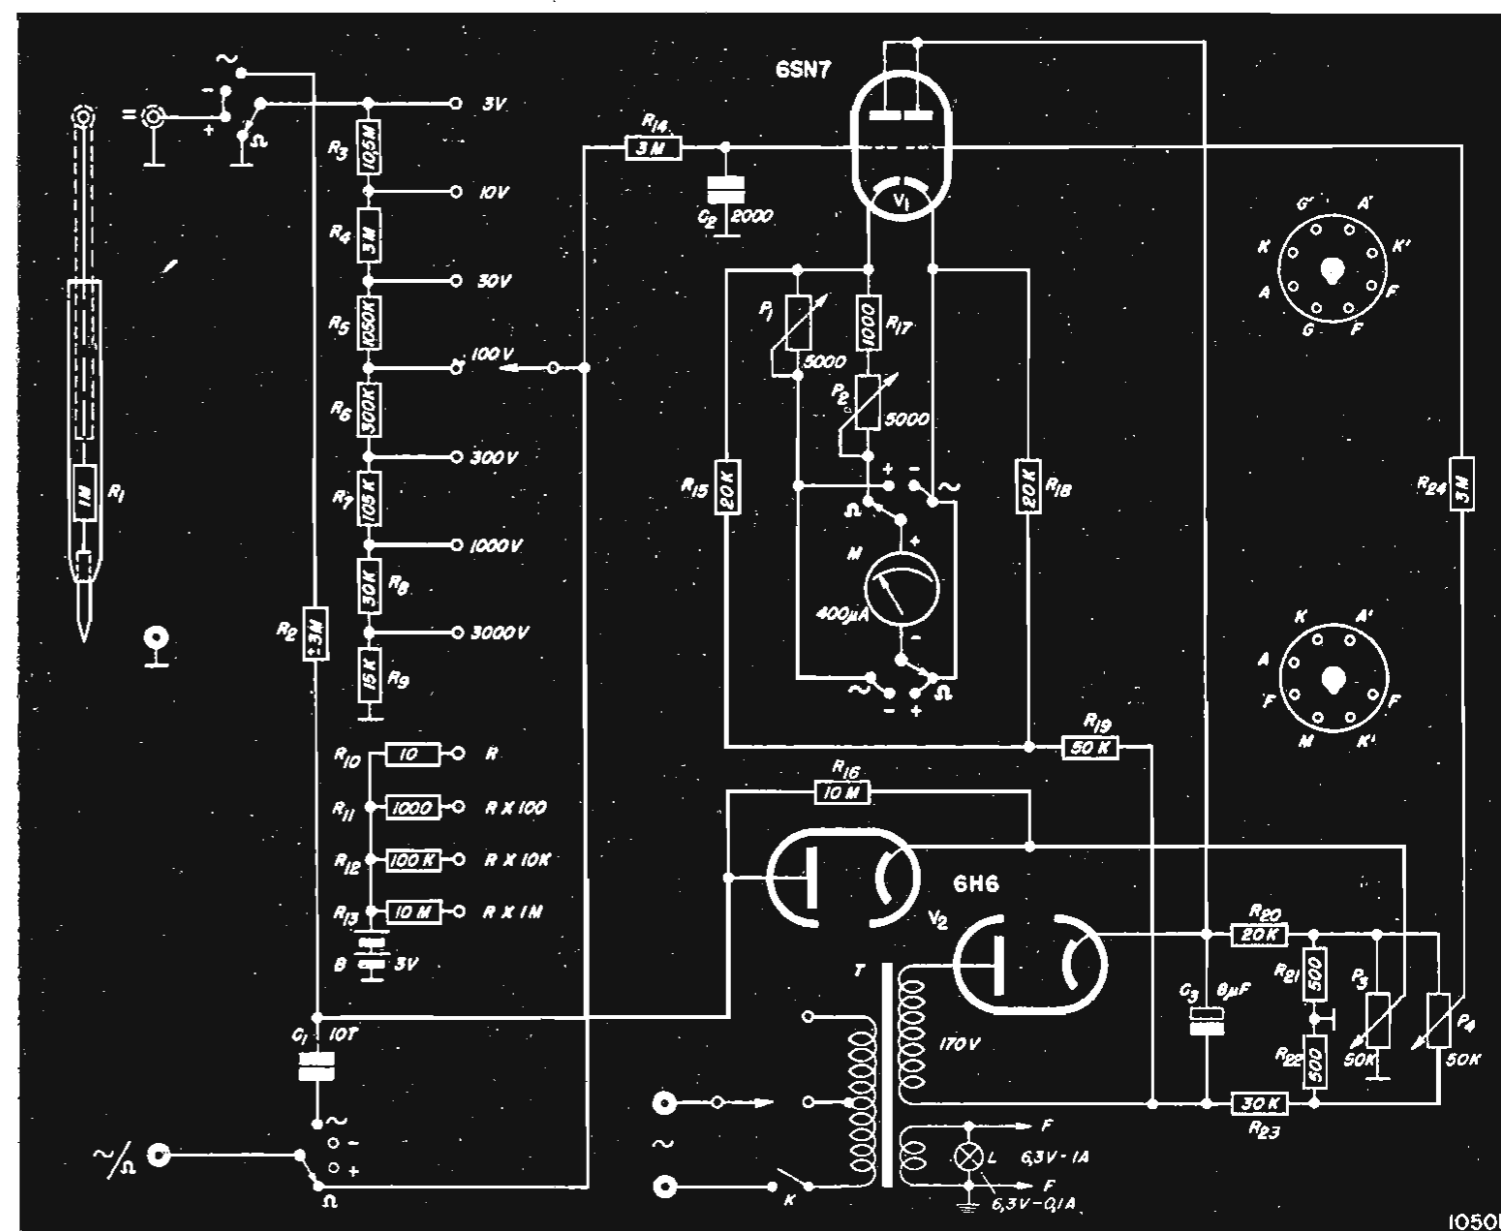 6SN7
V1
~
-
+
=
Ω
3V
R3
10,5M
10V
R4
3M
30V
R5
1050K
100V
R6
300K
300V
R7
105K
1000V
R8
30K
3000V
R9
15K
R1
1M
R2
±3M
R14
3M
C2 2000
P1
5000
R17
1000
P2
5000
R15
20K
R18
20K
+
-
~
Ω
M
+
400µA
-
~
Ω
-
+
R19
50K
R24
3M
G'
A'
K
K'
A
F
G
F
K
A'
A
F
F
M
K'
R10
10
R
R11
1000
R X 100
R12
100K
R X 10K
R13
10M
R X 1M
B
3V
R16
10M
6H6
V2
C1 10T
~
-
+
Ω
~/Ω
T
170V
~
K
F
L
6,3V-1A
F
6,3V-0,1A
C3
8µF
R20
20K
R21
500
R22
500
P3
50K
P4
50K
30K
R23
1050